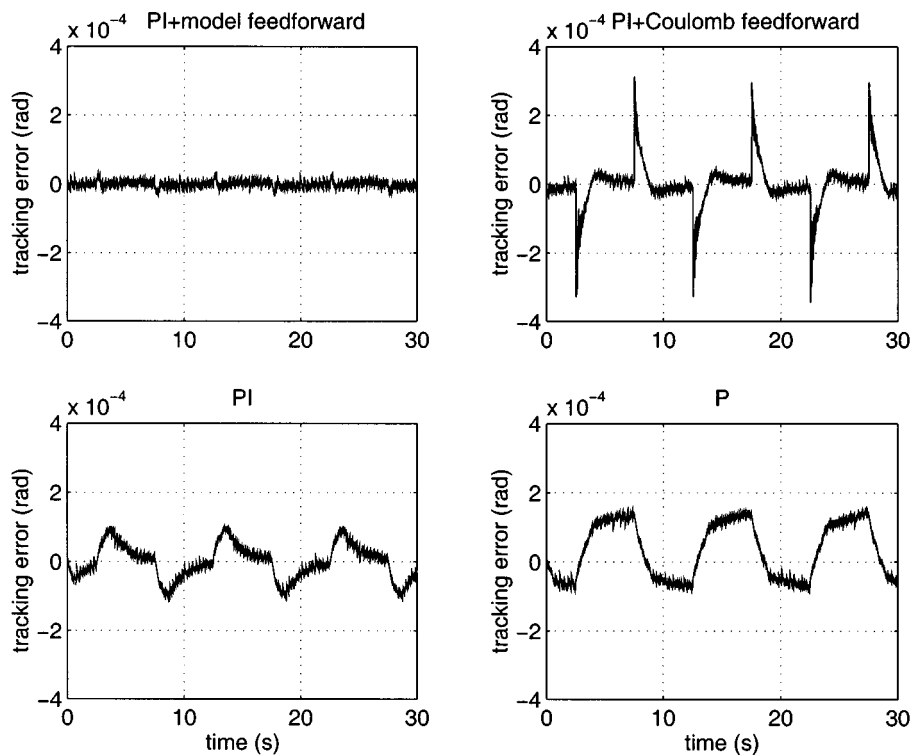 x 10⁻⁴ PI+model feedforward
4
2
0
−2
−4
tracking error (rad)
0 10 20 30
x 10⁻⁴ PI+Coulomb feedforward
4
2
0
−2
−4
tracking error (rad)
0 10 20 30
x 10⁻⁴ PI
4
2
0
−2
−4
tracking error (rad)
0 10 20 30
time (s)
x 10⁻⁴ P
4
2
0
−2
−4
tracking error (rad)
0 10 20 30
time (s)